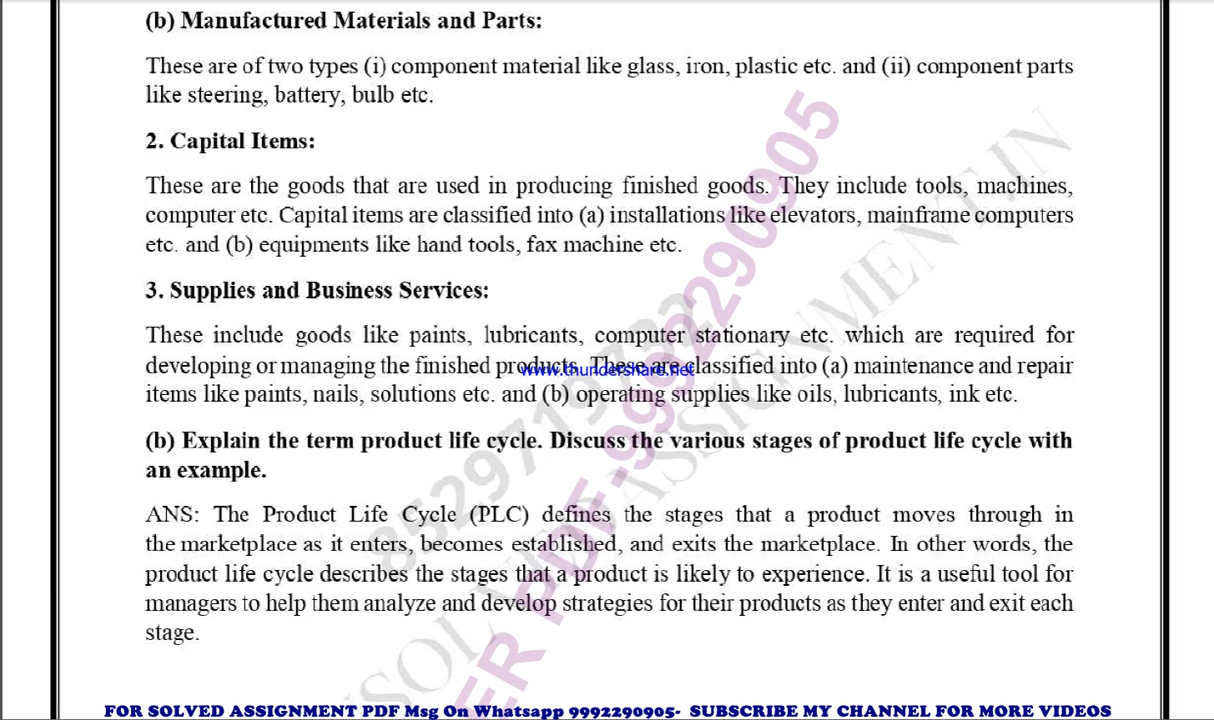 (b) Manufactured Materials and Parts:
These are of two types (i) component material like glass, iron, plastic etc. and (ii) component parts
like steering, battery, bulb etc.
2. Capital Items:
These are the goods that are used in producing finished goods. They include tools, machines,
computer etc. Capital items are classified into (a) installations like elevators, mainframe computers
etc. and (b) equipments like hand tools, fax machine etc.
3. Supplies and Business Services:
These include goods like paints, lubricants, computer stationary etc. which are required for
developing or managing the finished products. These are classified into (a) maintenance and repair
www.thundershare.net
items like paints, nails, solutions etc. and (b) operating supplies like oils, lubricants, ink etc.
(b) Explain the term product life cycle. Discuss the various stages of product life cycle with
an example.
ANS: The Product Life Cycle (PLC) defines the stages that a product moves through in
the marketplace as it enters, becomes established, and exits the marketplace. In other words, the
product life cycle describes the stages that a product is likely to experience. It is a useful tool for
managers to help them analyze and develop strategies for their products as they enter and exit each
stage.
ER PDF-9992290905
FOR SOLVED ASSIGNMENT PDF Msg On Whatsapp 9992290905- SUBSCRIBE MY CHANNEL FOR MORE VIDEOS